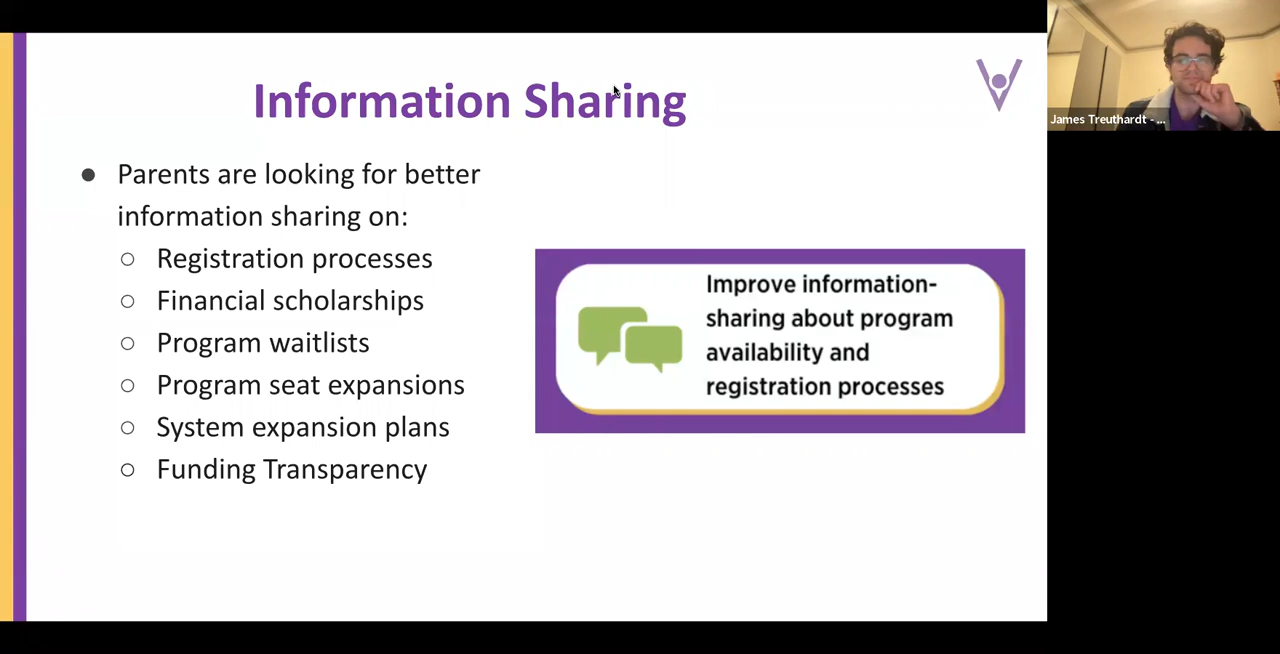 Information Sharing
● Parents are looking for better
information sharing on:
○ Registration processes
○ Financial scholarships
○ Program waitlists
○ Program seat expansions
○ System expansion plans
○ Funding Transparency
Improve information-
sharing about program
availability and
registration processes
James Treuthardt - ...